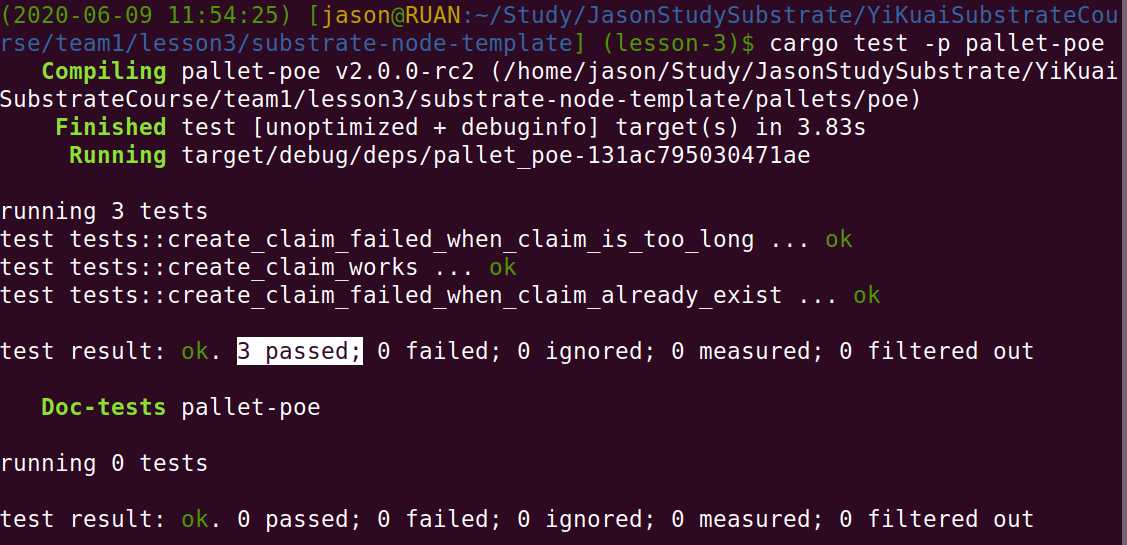 (2020-06-09 11:54:25) [jason@RUAN:~/Study/JasonStudySubstrate/YiKuaiSubstrateCou
rse/team1/lesson3/substrate-node-template] (lesson-3)$ cargo test -p pallet-poe
   Compiling pallet-poe v2.0.0-rc2 (/home/jason/Study/JasonStudySubstrate/YiKuai
SubstrateCourse/team1/lesson3/substrate-node-template/pallets/poe)
    Finished test [unoptimized + debuginfo] target(s) in 3.83s
     Running target/debug/deps/pallet_poe-131ac795030471ae
running 3 tests
test tests::create_claim_failed_when_claim_is_too_long ... ok
test tests::create_claim_works ... ok
test tests::create_claim_failed_when_claim_already_exist ... ok
test result: ok. 3 passed; 0 failed; 0 ignored; 0 measured; 0 filtered out
   Doc-tests pallet-poe
running 0 tests
test result: ok. 0 passed; 0 failed; 0 ignored; 0 measured; 0 filtered out